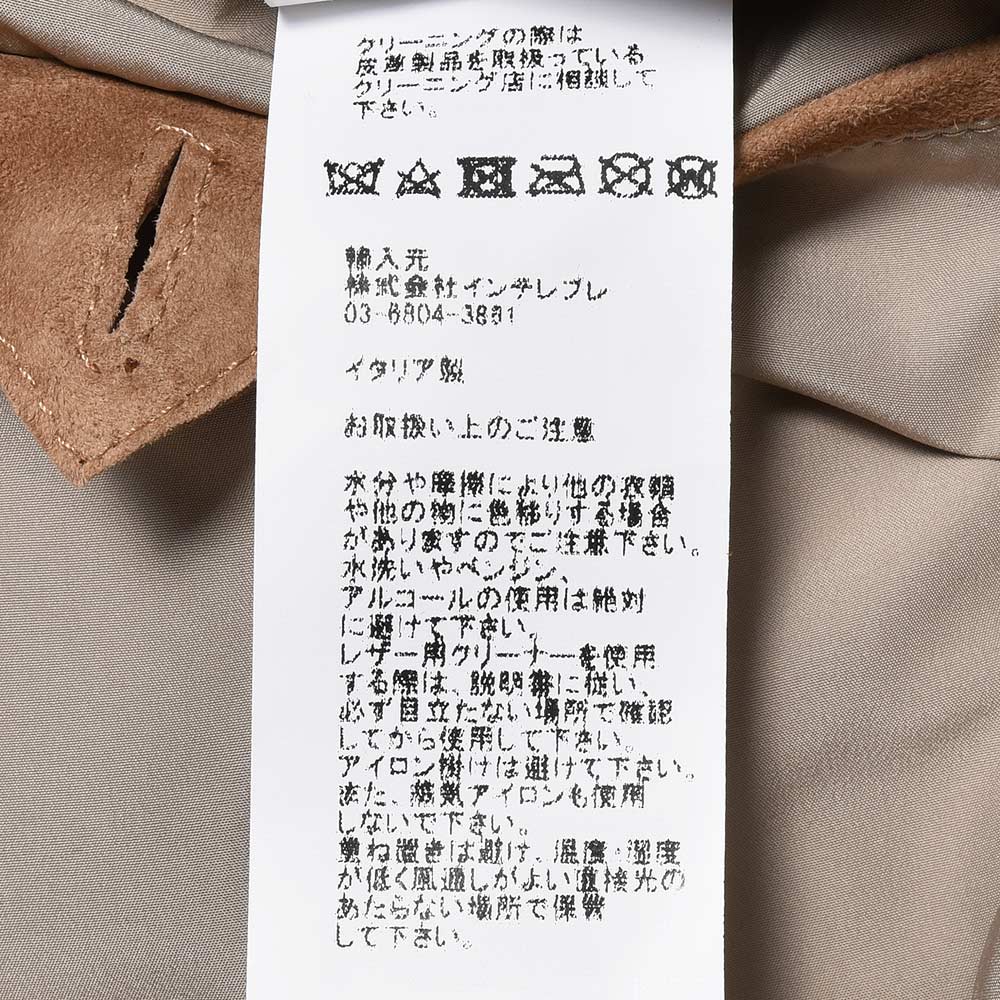 クリーニングの際は
皮革製品を取扱っている
クリーニング店に相談して
下さい。
W
輸入元
株式会社インテレプレ
03-6804-3861
イタリア製
お取扱い上のご注意
水分や摩擦により他の衣類
や他の物に色移りする場合
がありますのでご注意下さい。
水洗いやベンジン、
アルコールの使用は絶対
に避けて下さい。
レザー用クリーナーを使用
する際は、説明書に従い、
必ず目立たない場所で確認
してから使用して下さい。
アイロン掛けは避けて下さい。
また、蒸気アイロンも使用
しないで下さい。
重ね置きは避け、温度・湿度
が低く風通しがよい直接光の
あたらない場所で保管
して下さい。